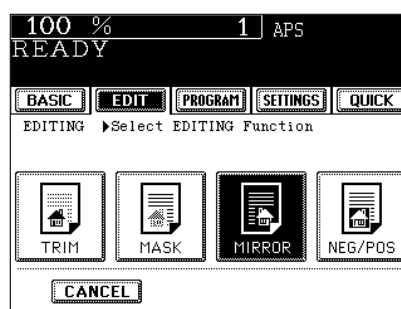 100 % 1 APS
READY
BASIC EDIT PROGRAM SETTINGS QUICK
EDITING ▶Select EDITING Function
TRIM MASK MIRROR NEG/POS
CANCEL